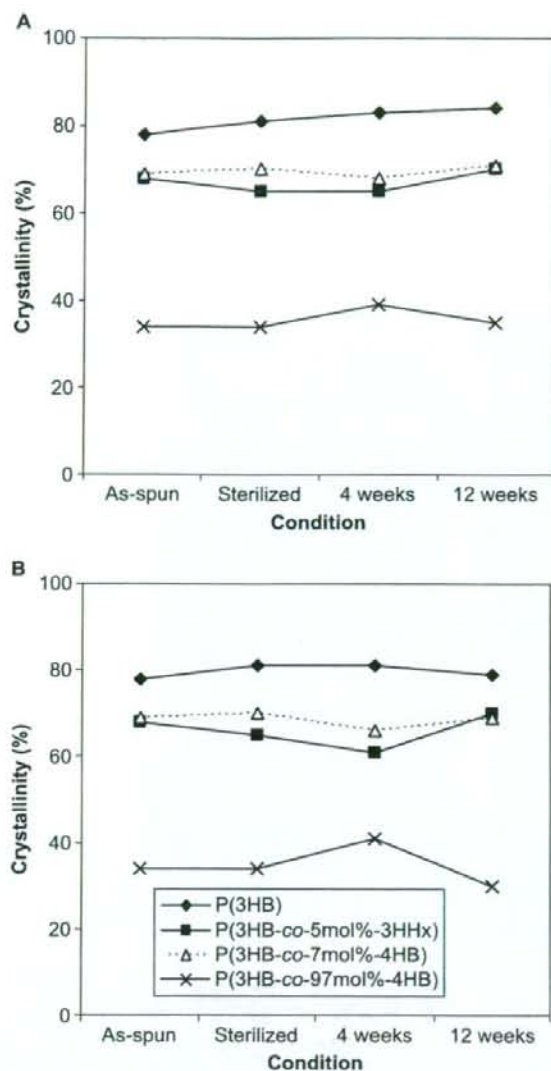 A
100
80
60
40
20
0
Crystallinity (%)
As-spun Sterilized 4 weeks 12 weeks
Condition
B
100
80
60
40
20
0
Crystallinity (%)
P(3HB)
P(3HB-co-5mol%-3HHx)
P(3HB-co-7mol%-4HB)
P(3HB-co-97mol%-4HB)
As-spun Sterilized 4 weeks 12 weeks
Condition